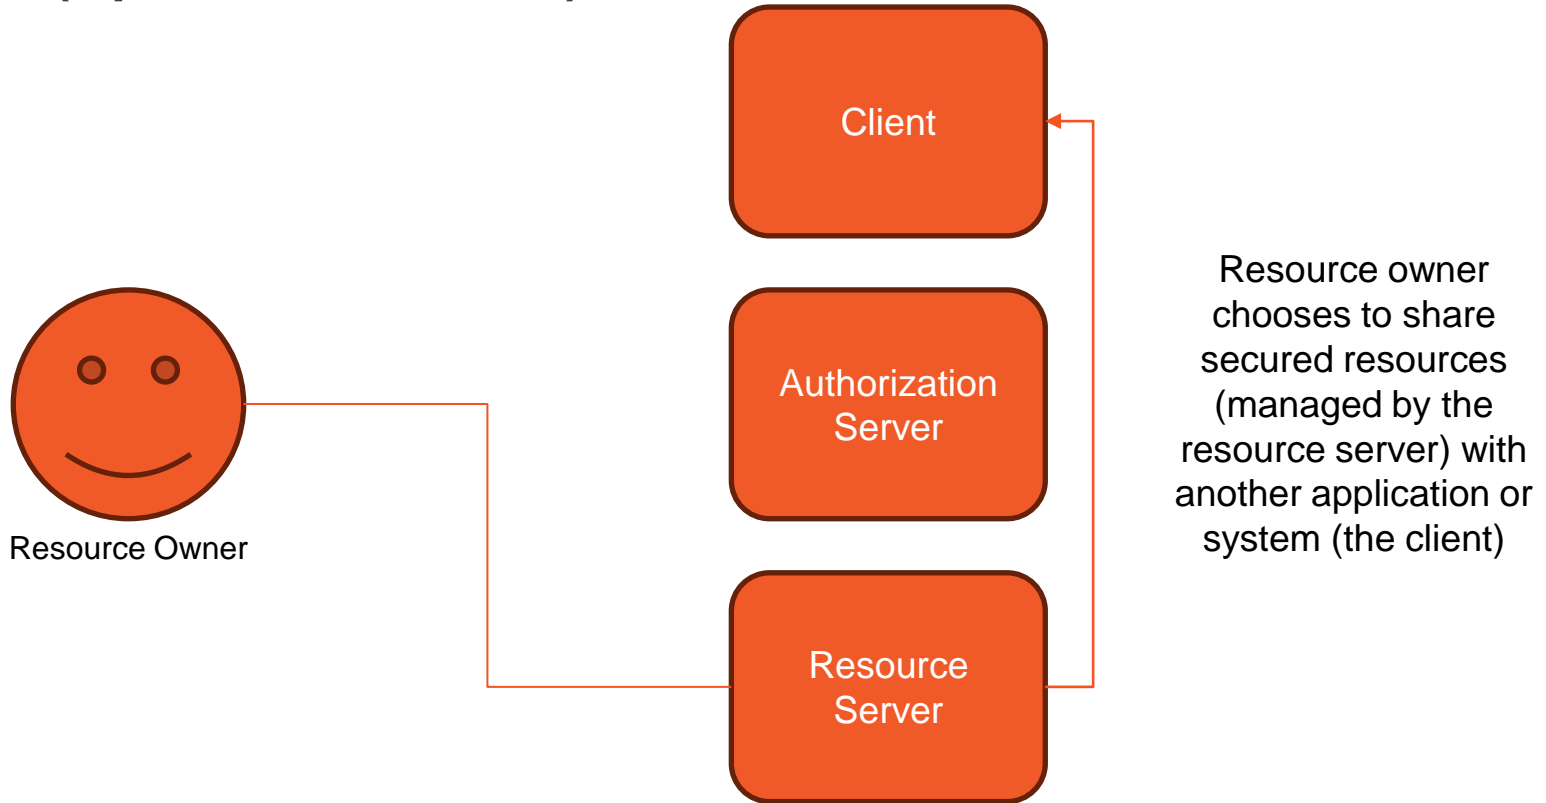 Client
Authorization
Server
Resource Owner
Resource
Server
Resource owner
chooses to share
secured resources
(managed by the
resource server) with
another application or
system (the client)